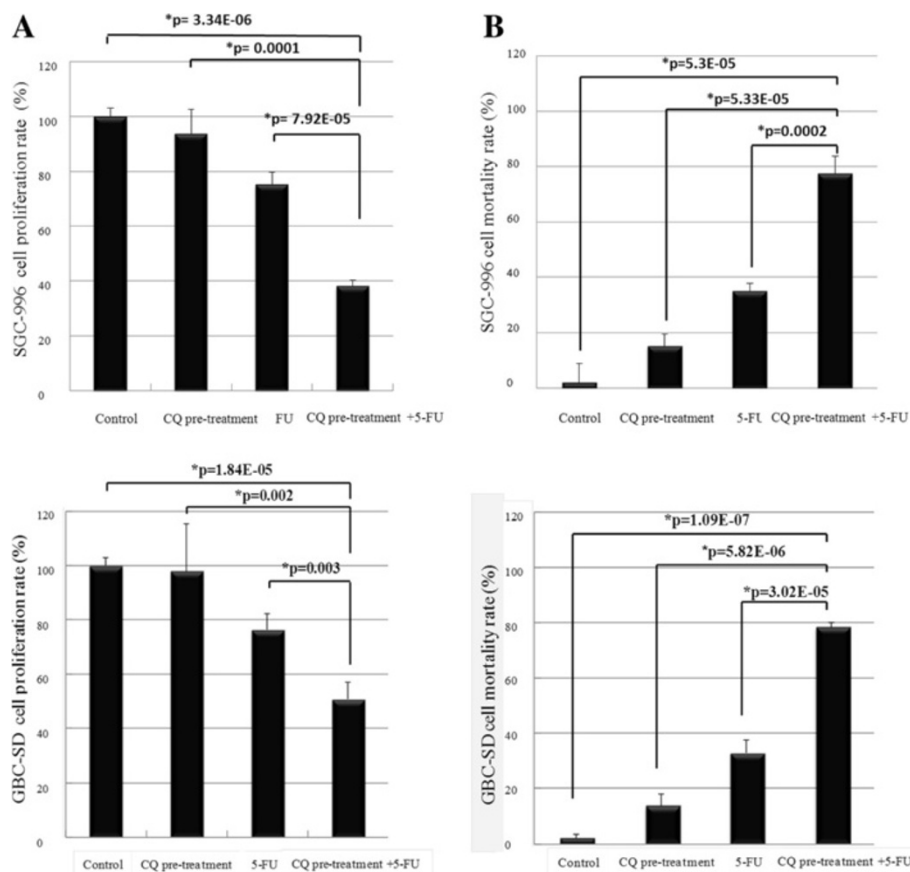 A
*p= 3.34E-06
*p= 0.0001
*p= 7.92E-05
SGC-996 cell proliferation rate (%)
120
100
80
60
40
20
0
Control
CQ pre-treatment
FU
CQ pre-treatment +5-FU
B
*p=5.3E-05
*p=5.33E-05
*p=0.0002
SGC-996 cell mortality rate (%)
120
100
80
60
40
20
0
Control
CQ pre-treatment
5-FU
CQ pre-treatment +5-FU
*p=1.84E-05
*p=0.002
*p=0.003
GBC-SD cell proliferation rate (%)
120
100
80
60
40
20
0
Control
CQ pre-treatment
5-FU
CQ pre-treatment +5-FU
*p=1.09E-07
*p=5.82E-06
*p=3.02E-05
GBC-SD cell mortality rate (%)
120
100
80
60
40
20
0
Control
CQ pre-treatment
5-FU
CQ pre-treatment +5-FU